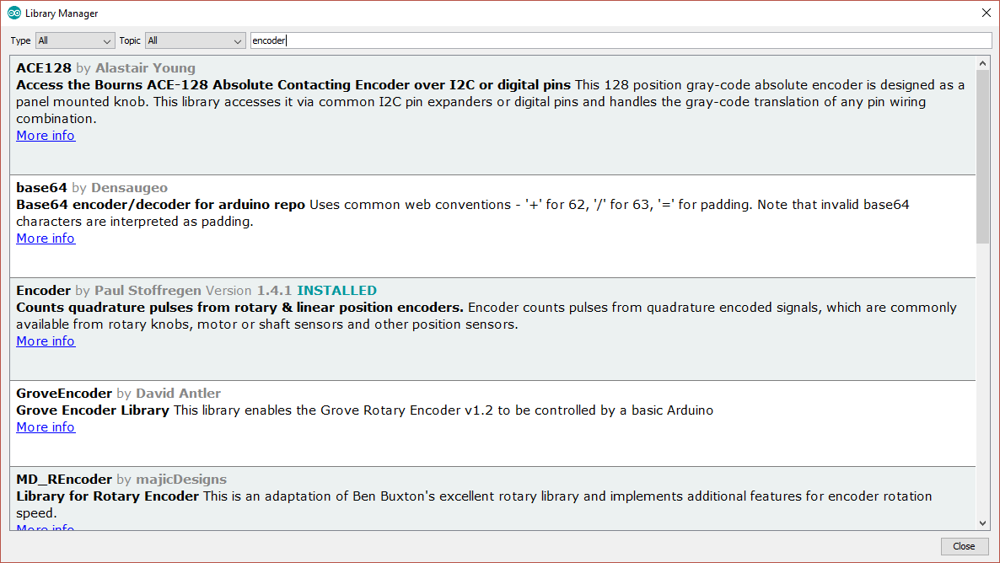 Library Manager
Type All Topic All encoder
ACE128 by Alastair Young
Access the Bourns ACE-128 Absolute Contacting Encoder over I2C or digital pins This 128 position gray-code absolute encoder is designed as a
panel mounted knob. This library accesses it via common I2C pin expanders or digital pins and handles the gray-code translation of any pin wiring
combination.
More info
base64 by Densaugeo
Base64 encoder/decoder for arduino repo Uses common web conventions - '+' for 62, '/' for 63, '=' for padding. Note that invalid base64
characters are interpreted as padding.
More info
Encoder by Paul Stoffregen Version 1.4.1 INSTALLED
Counts quadrature pulses from rotary & linear position encoders. Encoder counts pulses from quadrature encoded signals, which are commonly
available from rotary knobs, motor or shaft sensors and other position sensors.
More info
GroveEncoder by David Antler
Grove Encoder Library This library enables the Grove Rotary Encoder v1.2 to be controlled by a basic Arduino
More info
MD_REncoder by majicDesigns
Library for Rotary Encoder This is an adaptation of Ben Buxton's excellent rotary library and implements additional features for encoder rotation
speed.
More info
Close